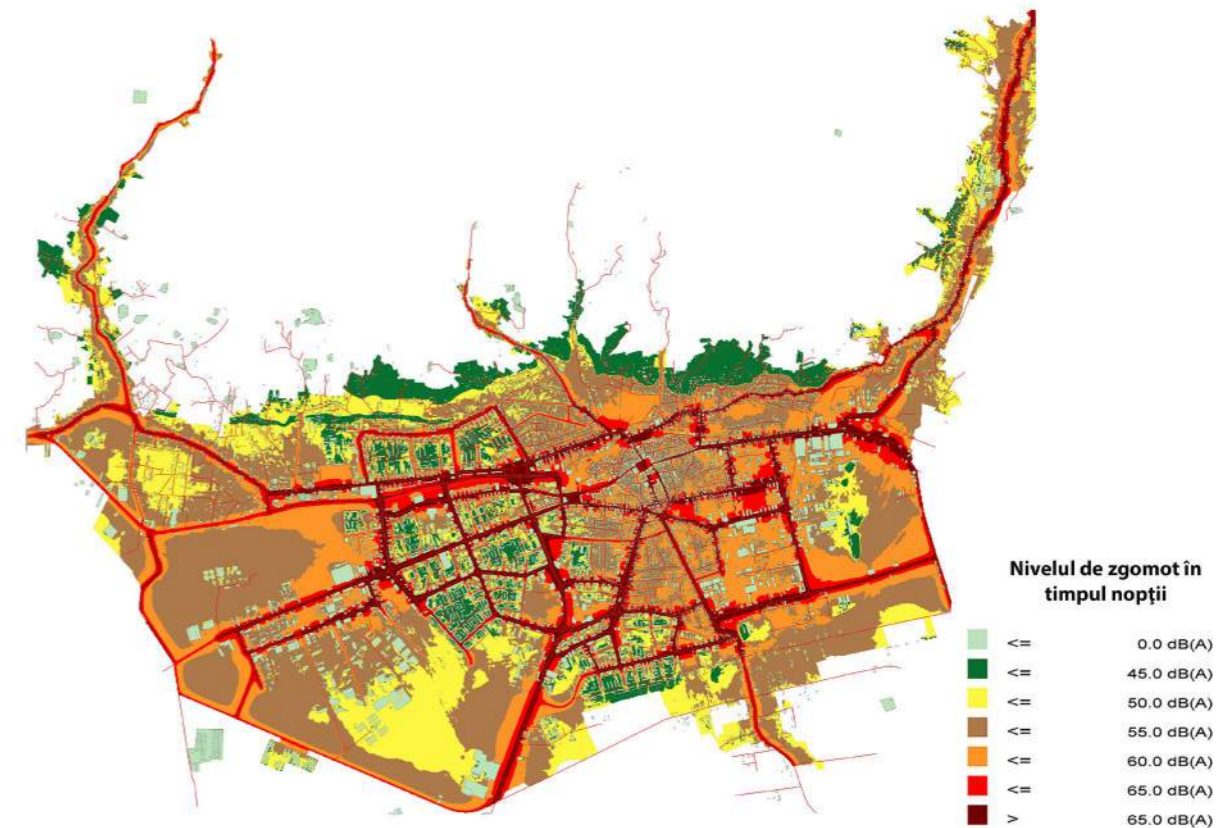 Nivelul de zgomot în
timpul nopţii
<= 0.0 dB(A)
<= 45.0 dB(A)
<= 50.0 dB(A)
<= 55.0 dB(A)
<= 60.0 dB(A)
<= 65.0 dB(A)
> 65.0 dB(A)